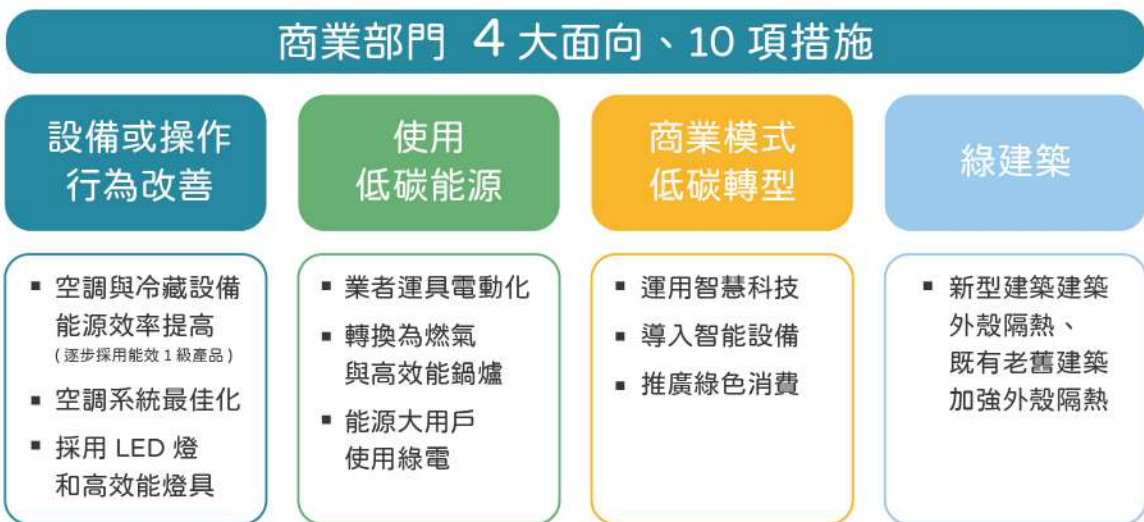 商業部門 4 大面向、10 項措施
設備或操作
行為改善
▪ 空調與冷藏設備
能源效率提高
(逐步採用能效 1 級產品)
▪ 空調系統最佳化
▪ 採用 LED 燈
和高效能燈具
使用
低碳能源
▪ 業者運具電動化
▪ 轉換為燃氣
與高效能鍋爐
▪ 能源大用戶
使用綠電
商業模式
低碳轉型
▪ 運用智慧科技
▪ 導入智能設備
▪ 推廣綠色消費
綠建築
▪ 新型建築建築
外殼隔熱、
既有老舊建築
加強外殼隔熱